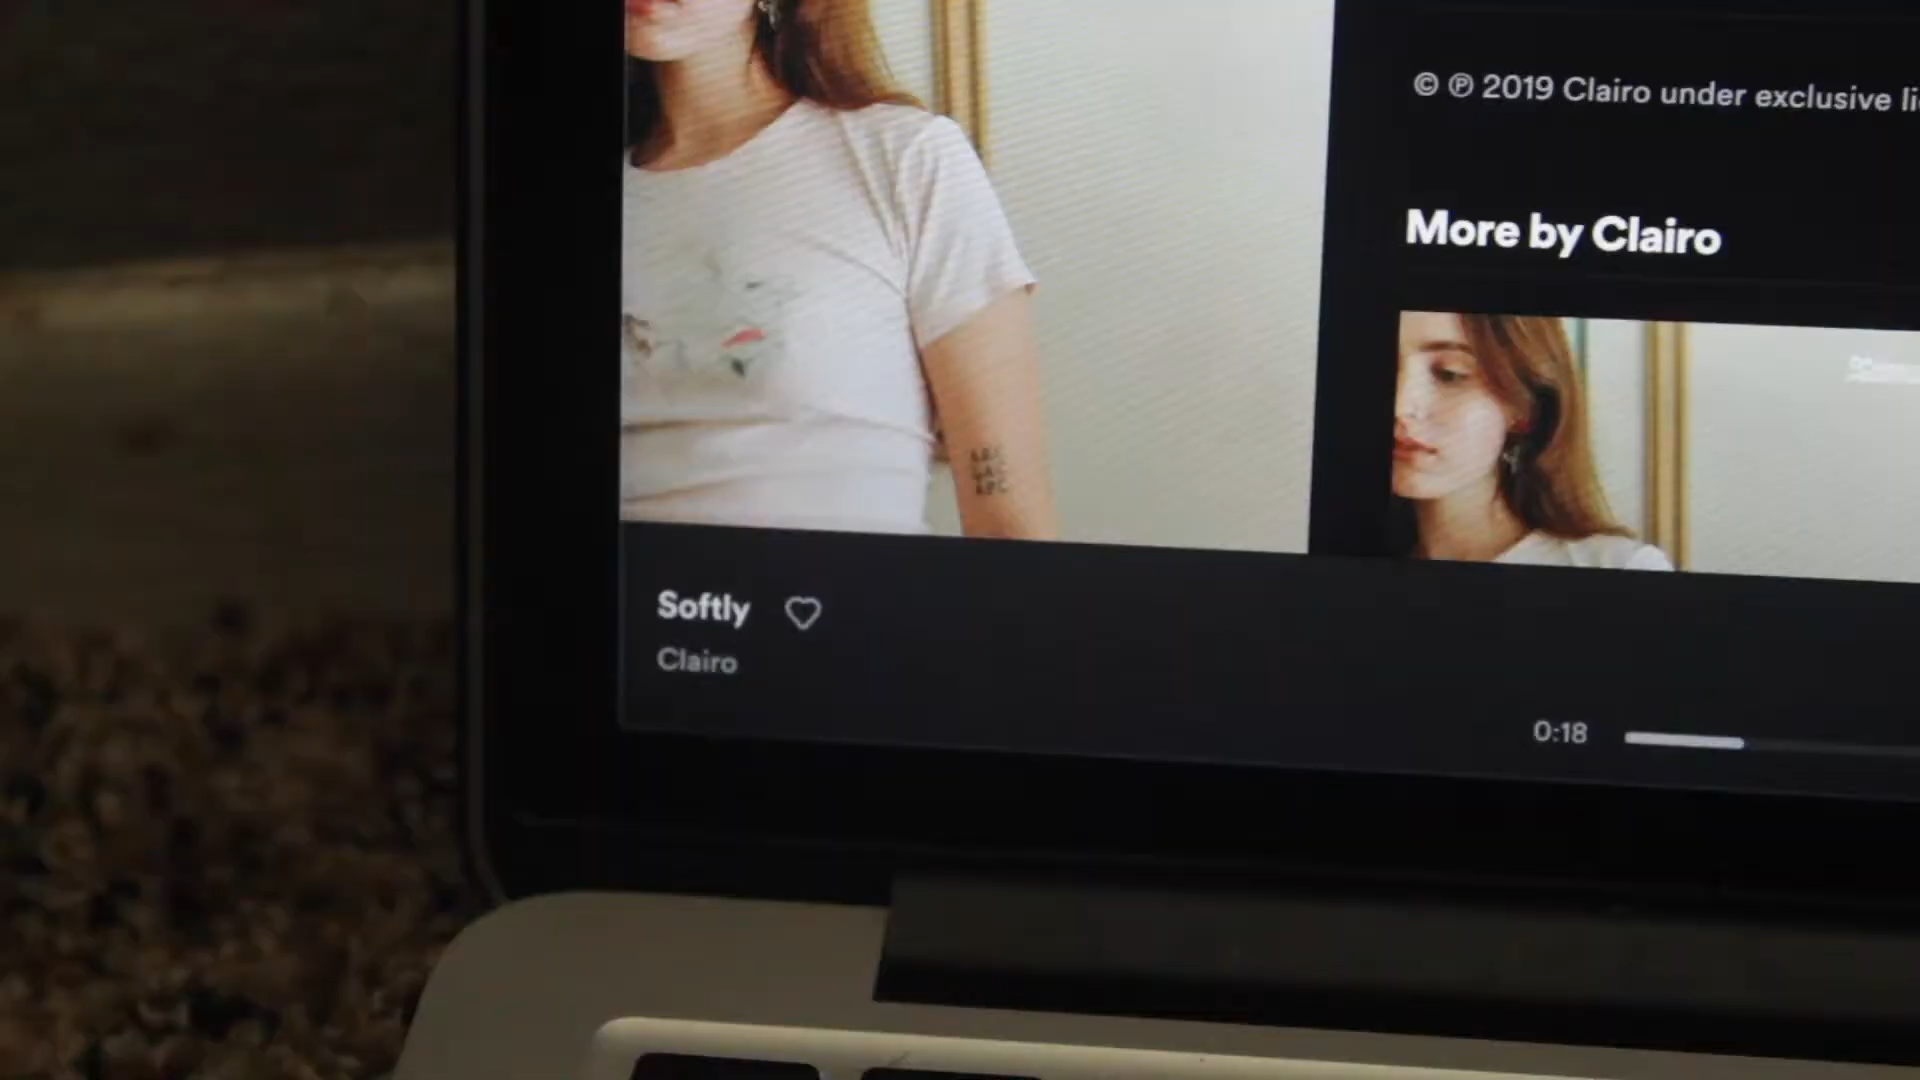 © ℗ 2019 Clairo under exclusive
More by Clairo
Softly
Clairo
0:18